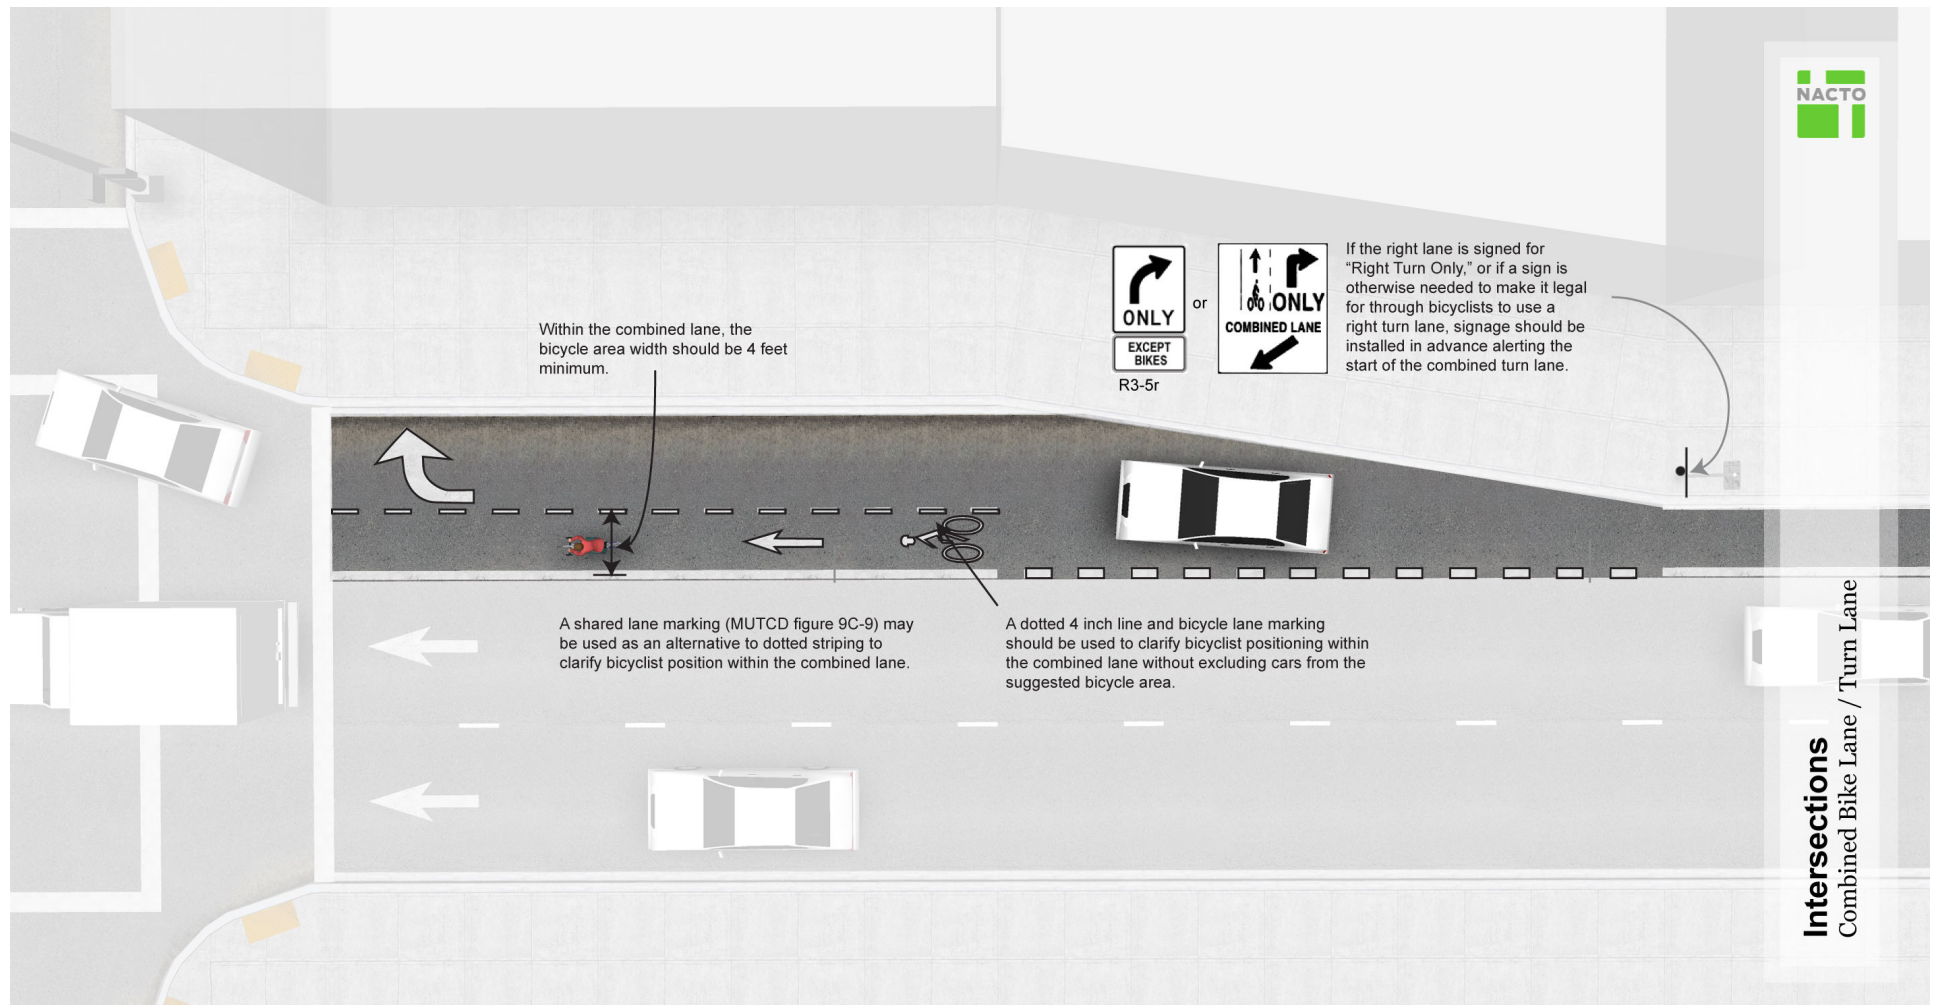 NACTO
ONLY
EXCEPT
BIKES
R3-5r
or
ONLY
COMBINED LANE
If the right lane is signed for
“Right Turn Only,” or if a sign is
otherwise needed to make it legal
for through bicyclists to use a
right turn lane, signage should be
installed in advance alerting the
start of the combined turn lane.
Within the combined lane, the
bicycle area width should be 4 feet
minimum.
A shared lane marking (MUTCD figure 9C-9) may
be used as an alternative to dotted striping to
clarify bicyclist position within the combined lane.
A dotted 4 inch line and bicycle lane marking
should be used to clarify bicyclist positioning within
the combined lane without excluding cars from the
suggested bicycle area.
Intersections
Combined Bike Lane / Turn Lane